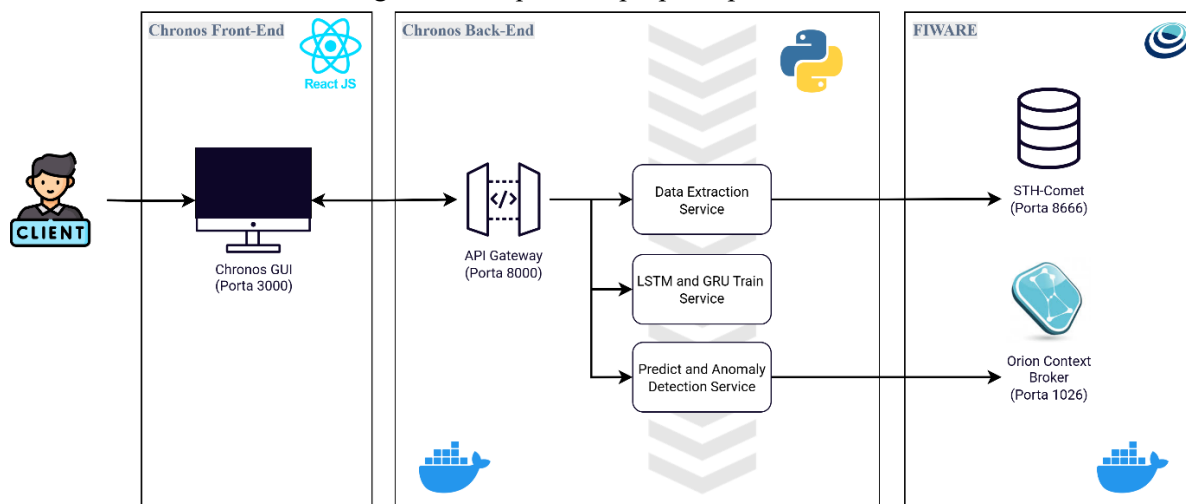 Chronos Front-End
React JS
Chronos Back-End
FIWARE
CLIENT
Chronos GUI
(Porta 3000)
</>
API Gateway
(Porta 8000)
Data Extraction
Service
LSTM and GRU Train
Service
Predict and Anomaly
Detection Service
STH-Comet
(Porta 8666)
Orion Context
Broker
(Porta 1026)